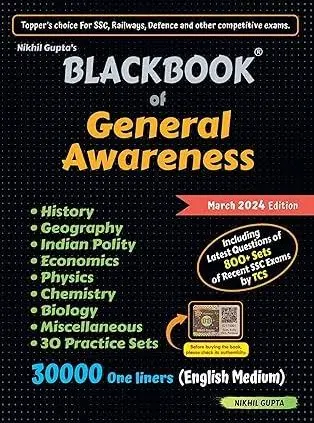 Topper's choice For SSC, Railways, Defence and other competitive exams.
Nikhil Gupta's
BLACKBOOK®
of
General
Awareness
March 2024 Edition
• History
• Geography
• Indian Polity
• Economics
• Physics
• Chemistry
• Biology
• Miscellaneous
• 30 Practice Sets
Including
Latest Questions of
800+ Sets
of Recent SSC Exams
by TCS
Before buying the book,
please check its authentisity.
30000 One liners (English Medium)
NIKHIL GUPTA